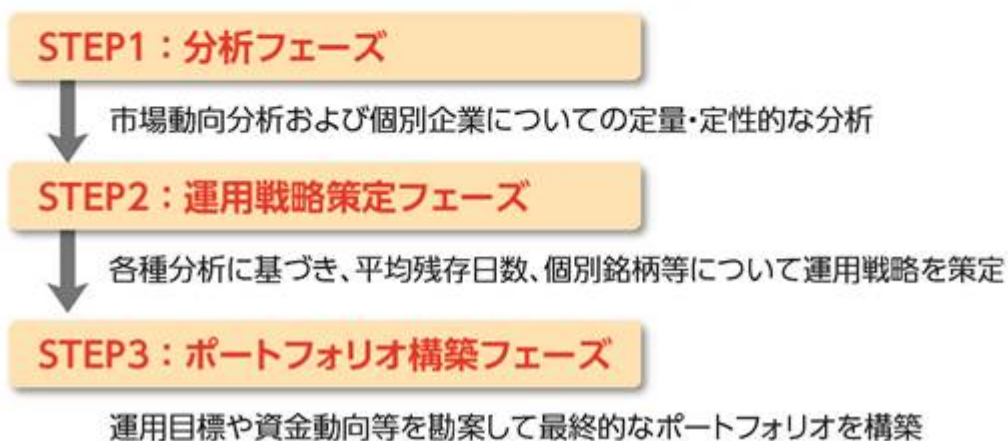 STEP1：分析フェーズ
市場動向分析および個別企業についての定量・定性的な分析
STEP2：運用戦略策定フェーズ
各種分析に基づき、平均残存日数、個別銘柄等について運用戦略を策定
STEP3：ポートフォリオ構築フェーズ
運用目標や資金動向等を勘案して最終的なポートフォリオを構築